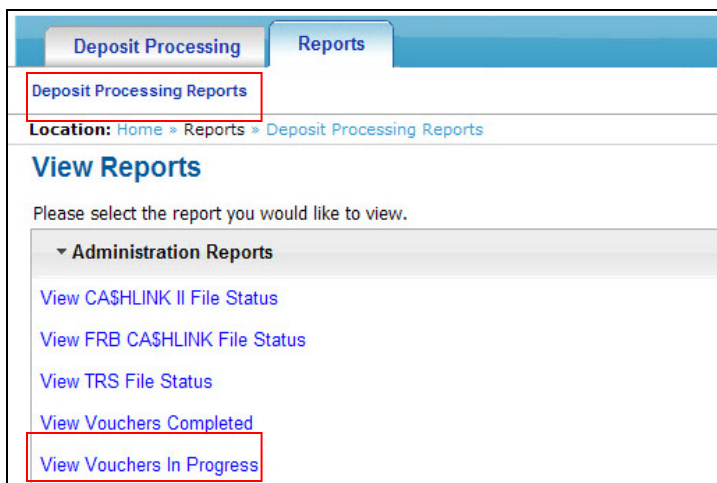 Deposit Processing Reports
Deposit Processing Reports
Location: Home » Reports » Deposit Processing Reports
View Reports
Please select the report you would like to view.
Administration Reports
View CA$HLINK II File Status
View FRB CA$HLINK File Status
View TRS File Status
View Vouchers Completed
View Vouchers In Progress